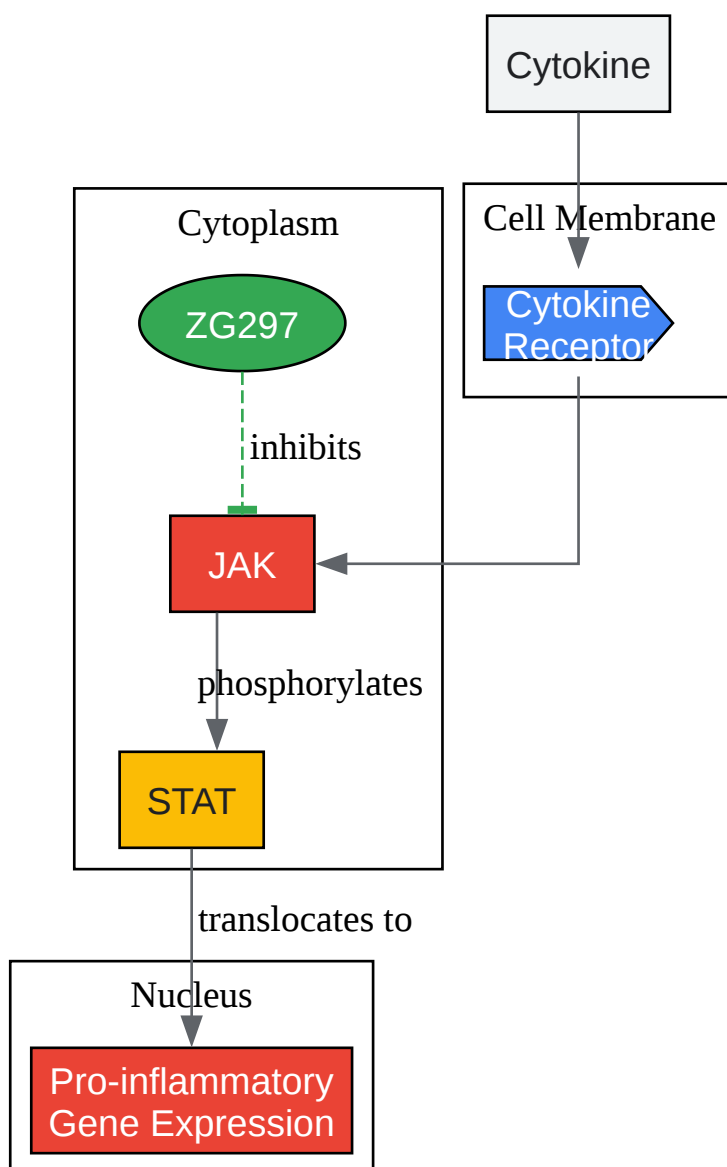 Cytokine
Cytoplasm
Cell Membrane
ZG297
Cytokine
Receptor
inhibits
JAK
phosphorylates
STAT
translocates to
Nucleus
Pro-inflammatory
Gene Expression